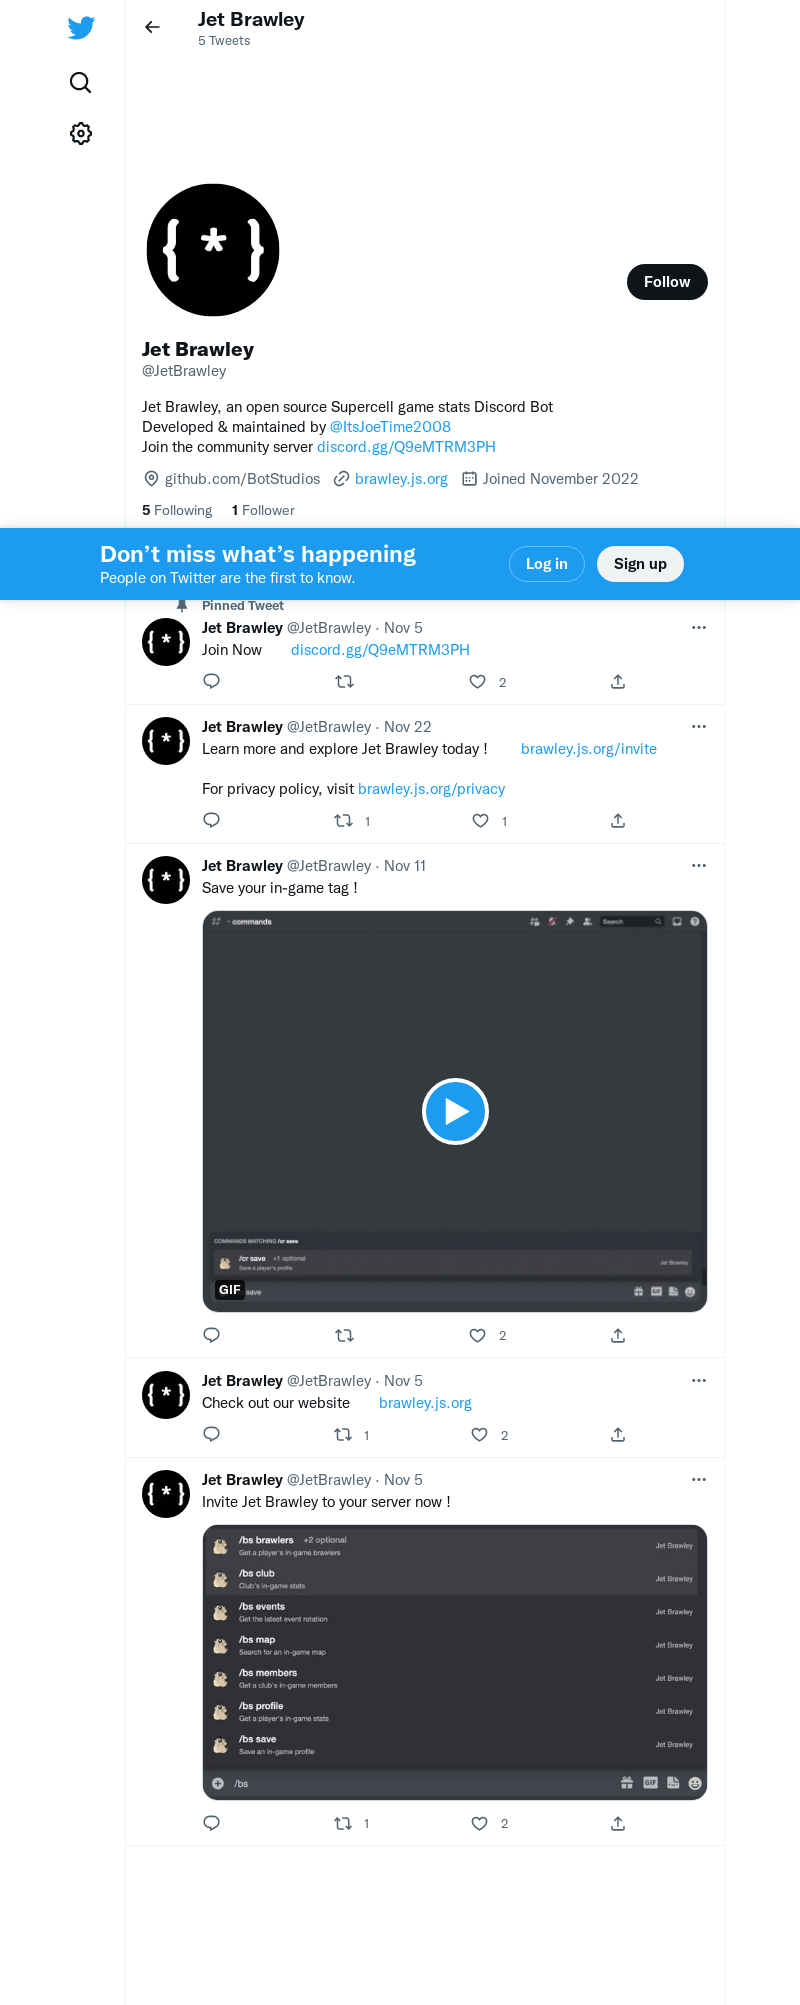 Jet Brawley
5 Tweets
{ * }
Follow
Jet Brawley
@JetBrawley
Jet Brawley, an open source Supercell game stats Discord Bot
Developed & maintained by @ItsJoeTime2008
Join the community server discord.gg/Q9eMTRM3PH
github.com/BotStudios brawley.js.org Joined November 2022
5 Following 1 Follower
Don’t miss what’s happening
People on Twitter are the first to know.
Log in
Sign up
Pinned Tweet
{ * }
Jet Brawley @JetBrawley · Nov 5
Join Now discord.gg/Q9eMTRM3PH
2
{ * }
Jet Brawley @JetBrawley · Nov 22
Learn more and explore Jet Brawley today ! brawley.js.org/invite
For privacy policy, visit brawley.js.org/privacy
1 1
{ * }
Jet Brawley @JetBrawley · Nov 11
Save your in-game tag !
commands
Search
COMMANDS MATCHING /cr save
/cr save +1 optional
Save a player's profile
Jet Brawley
GIF
save
GIF
2
{ * }
Jet Brawley @JetBrawley · Nov 5
Check out our website brawley.js.org
1 2
{ * }
Jet Brawley @JetBrawley · Nov 5
Invite Jet Brawley to your server now !
/bs brawlers +2 optional
Get a player's in-game brawlers
Jet Brawley
/bs club
Club's in-game stats
Jet Brawley
/bs events
Get the latest event rotation
Jet Brawley
/bs map
Search for an in-game map
Jet Brawley
/bs members
Get a club's in-game members
Jet Brawley
/bs profile
Get a player's in-game stats
Jet Brawley
/bs save
Save an in-game profile
Jet Brawley
/bs
GIF
1 2